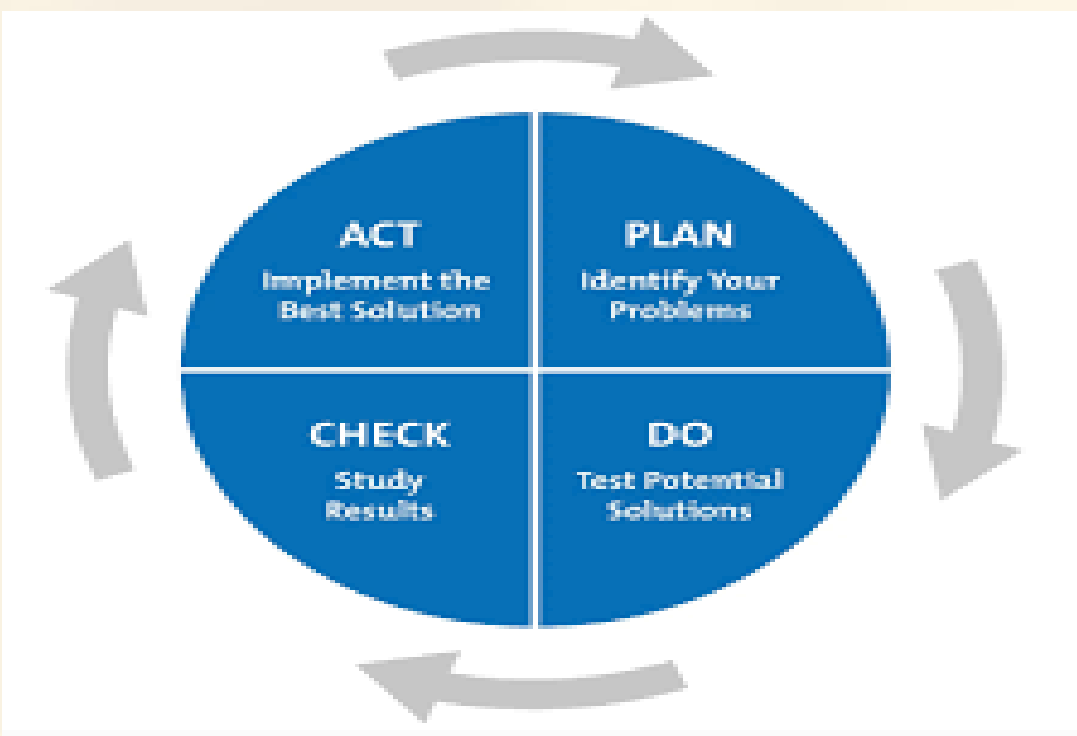 ACT
Implement the
Best Solution
PLAN
Identify Your
Problems
CHECK
Study
Results
DO
Test Potential
Solutions